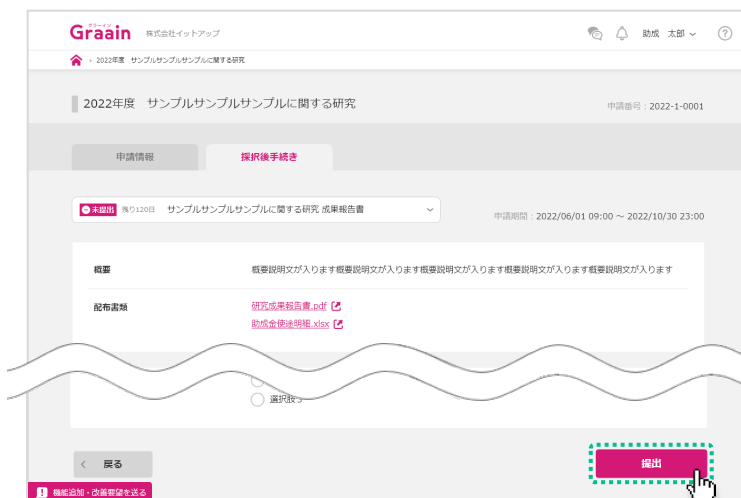 グラーイン
Graain 株式会社イットアップ 助成 太郎 ?
2022年度 サンプルサンプルサンプルに関する研究
2022年度 サンプルサンプルサンプルに関する研究 申請番号：2022-1-0001
申請情報 採択後手続き
未提出 残り120日 サンプルサンプルサンプルに関する研究 成果報告書 申請期間：2022/06/01 09:00 ～ 2022/10/30 23:00
概要 概要説明文が入ります概要説明文が入ります概要説明文が入ります概要説明文が入ります概要説明文が入ります
配布書類 研究成果報告書.pdf
助成金使途明細.xlsx
選択肢
戻る 提出
! 機能追加・改善要望を送る